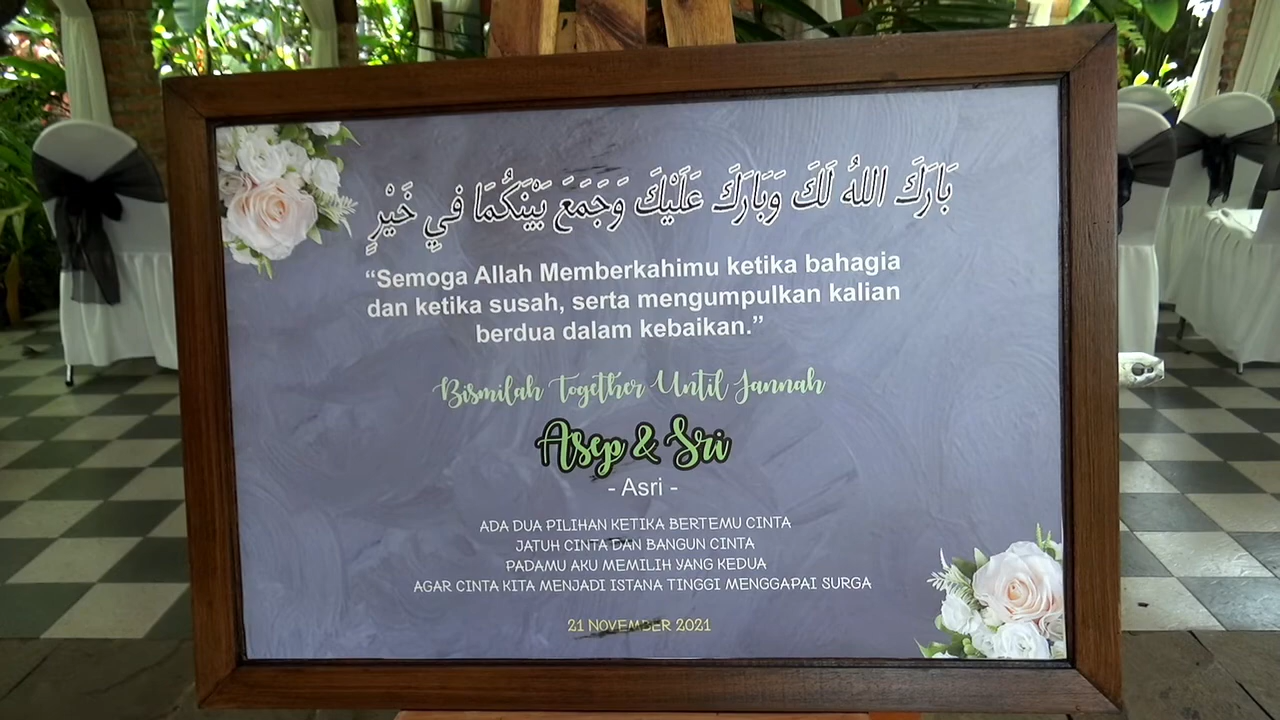 بَارَكَ اللهُ لَكَ وَبَارَكَ عَلَيْكَ وَجَمَعَ بَيْنَكُمَا فِي خَيْرٍ
“Semoga Allah Memberkahimu ketika bahagia
dan ketika susah, serta mengumpulkan kalian
berdua dalam kebaikan.”
Bismilah Together Until Jannah
Asep & Sri
- Asri -
ADA DUA PILIHAN KETIKA BERTEMU CINTA
JATUH CINTA DAN BANGUN CINTA
PADAMU AKU MEMILIH YANG KEDUA
AGAR CINTA KITA MENJADI ISTANA TINGGI MENGGAPAI SURGA
21 NOVEMBER 2021